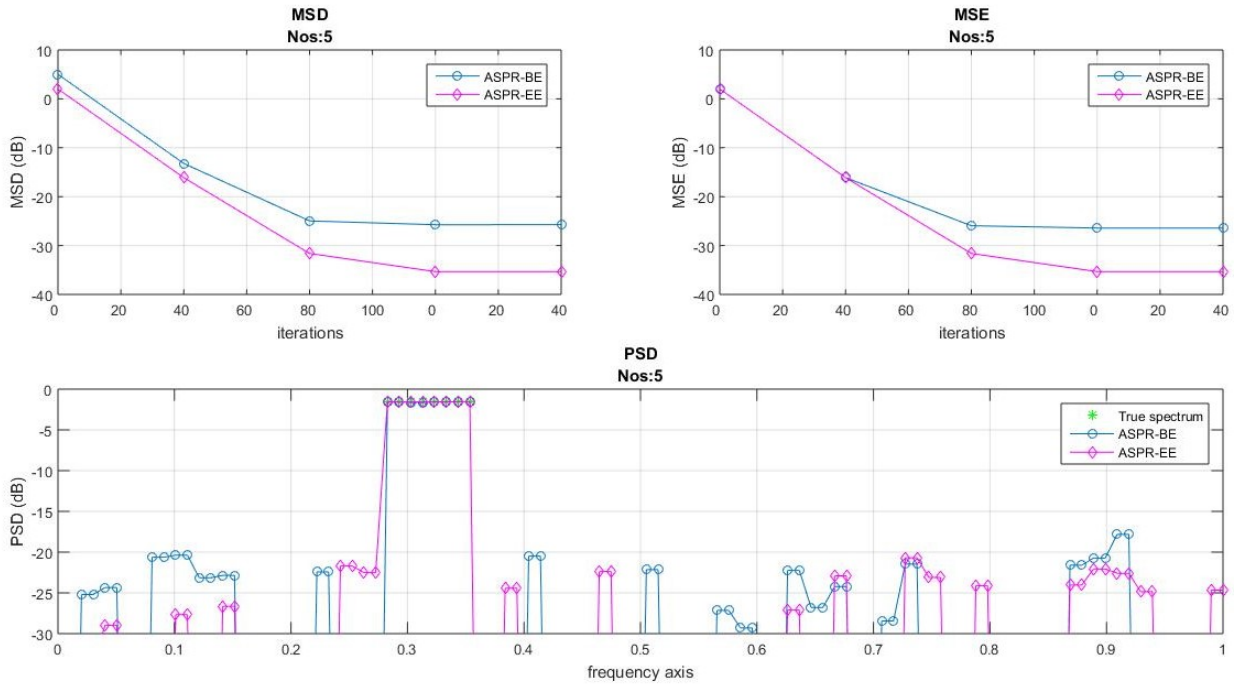 MSD
Nos:5
10
0
-10
-20
-30
-40
MSD (dB)
0 20 40 60 80 100 0 20 40
iterations
ASPR-BE
ASPR-EE
MSE
Nos:5
10
0
-10
-20
-30
-40
MSE (dB)
0 20 40 60 80 100 0 20 40
iterations
ASPR-BE
ASPR-EE
PSD
Nos:5
0
-5
-10
-15
-20
-25
-30
PSD (dB)
0 0.1 0.2 0.3 0.4 0.5 0.6 0.7 0.8 0.9 1
frequency axis
True spectrum
ASPR-BE
ASPR-EE